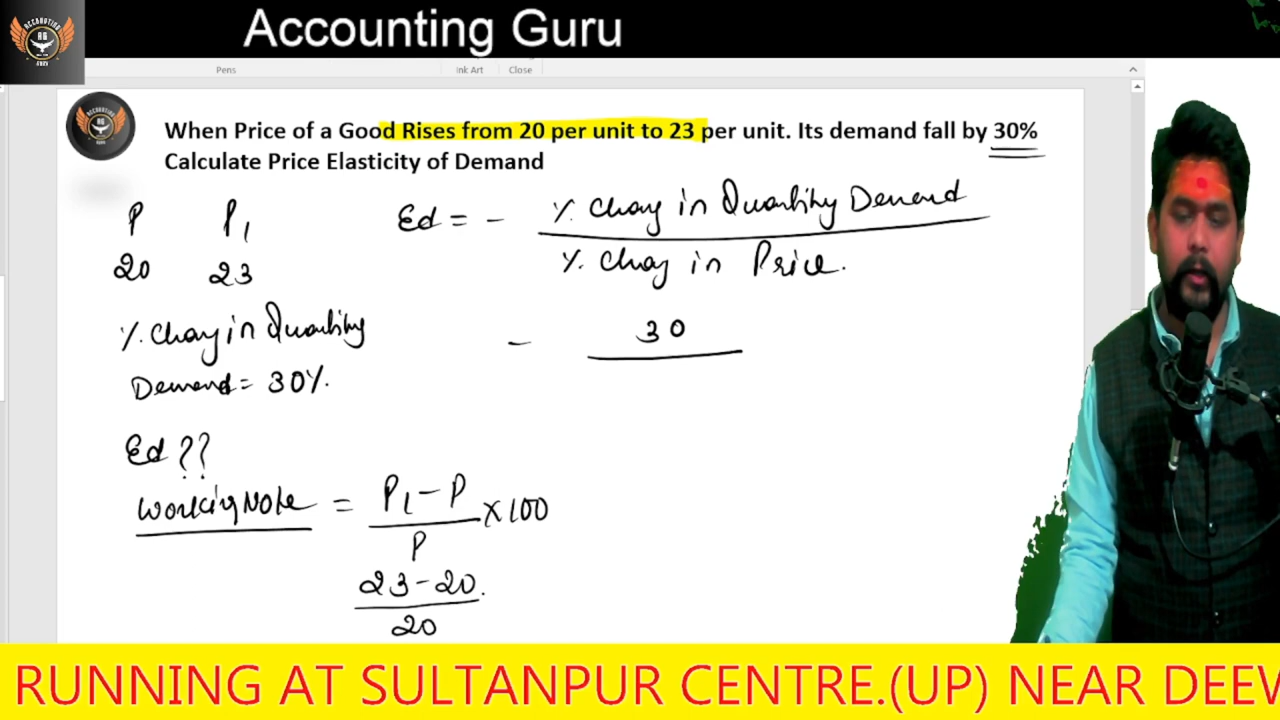 Accounting Guru
Pens Ink Art Close
When Price of a Good Rises from 20 per unit to 23 per unit. Its demand fall by 30%
Calculate Price Elasticity of Demand
P P1 Ed = - % Chang in Quantity Demand
% Chang in Price.
20 23
% Chang in Quantity
Demand = 30%.
- 30
Ed ??
Working Note = P1 - P × 100
P
23 - 20
20
RUNNING AT SULTANPUR CENTRE.(UP) NEAR DEEW